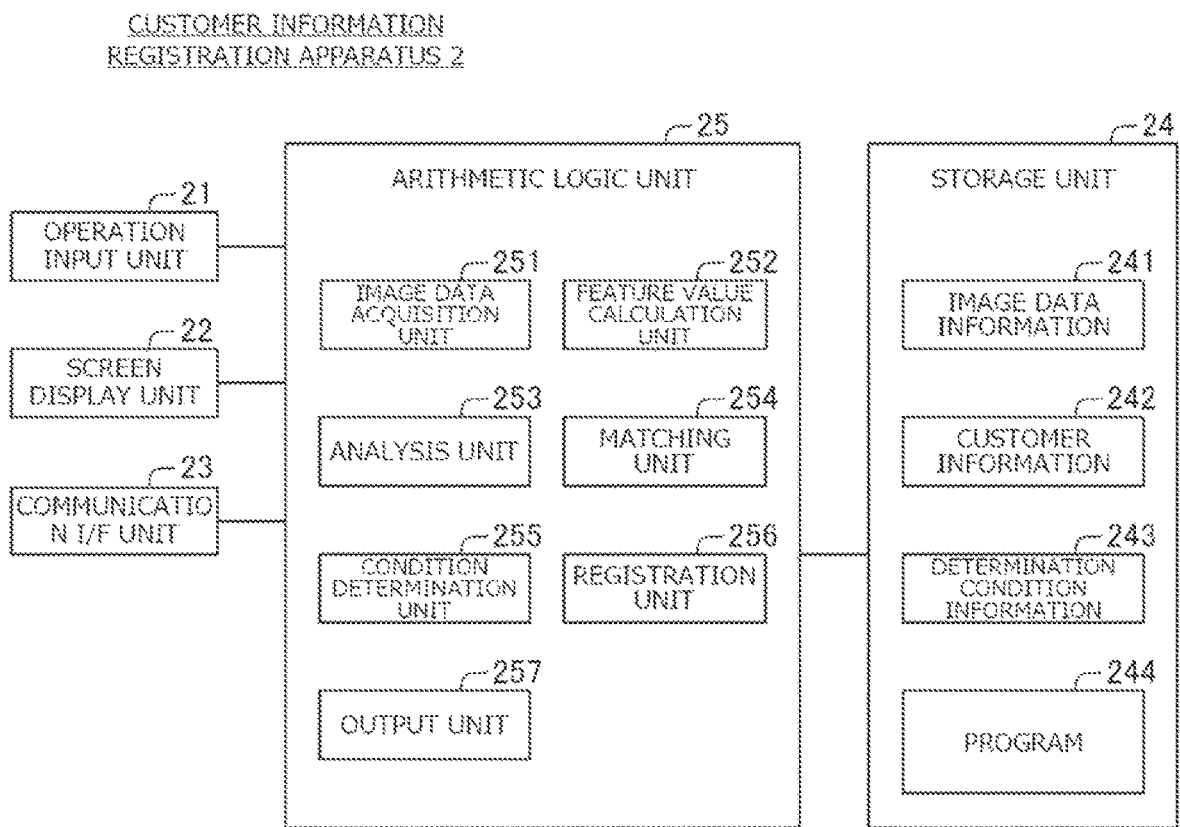 CUSTOMER INFORMATION
REGISTRATION APPARATUS 2
25
ARITHMETIC LOGIC UNIT
24
STORAGE UNIT
21
OPERATION
INPUT UNIT
22
SCREEN
DISPLAY UNIT
23
COMMUNICATIO
N I/F UNIT
251
IMAGE DATA
ACQUISITION
UNIT
252
FEATURE VALUE
CALCULATION
UNIT
253
ANALYSIS UNIT
254
MATCHING
UNIT
255
CONDITION
DETERMINATION
UNIT
256
REGISTRATION
UNIT
257
OUTPUT UNIT
241
IMAGE DATA
INFORMATION
242
CUSTOMER
INFORMATION
243
DETERMINATION
CONDITION
INFORMATION
244
PROGRAM